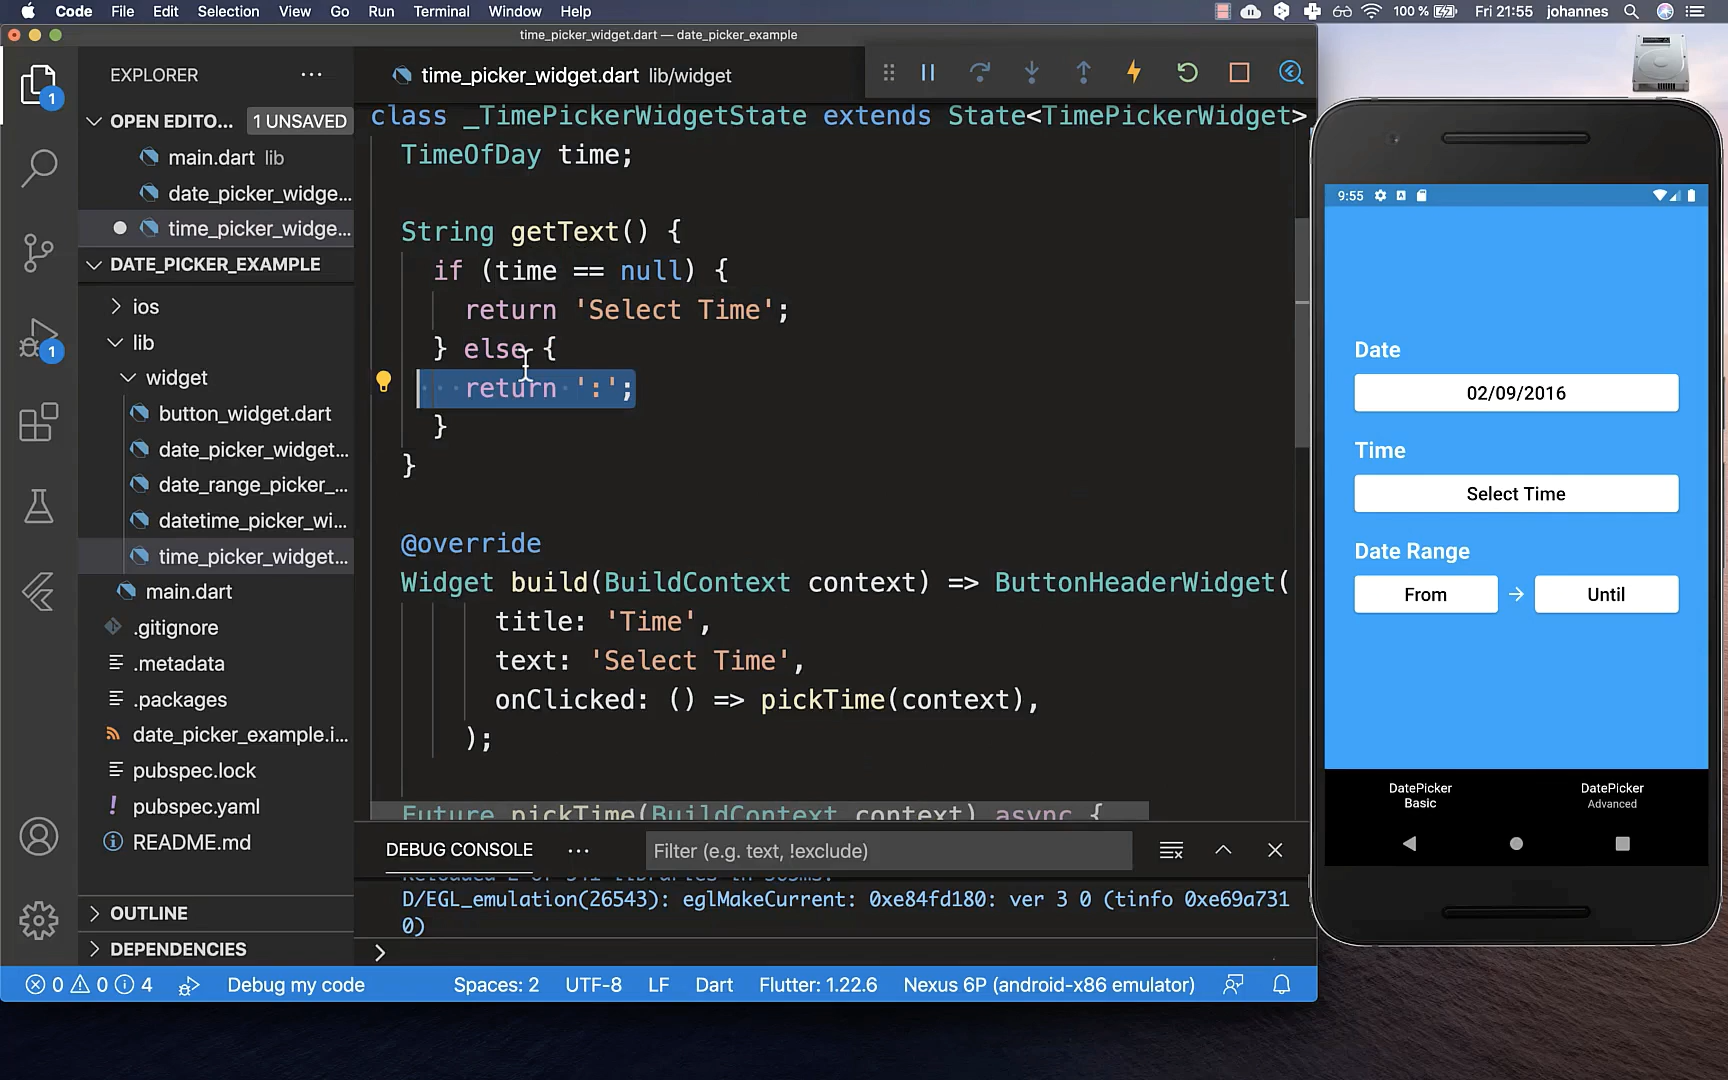 Code File Edit Selection View Go Run Terminal Window Help
100 % Fri 21:55 johannes
time_picker_widget.dart — date_picker_example
EXPLORER ...
OPEN EDITO... 1 UNSAVED
main.dart lib
date_picker_widge...
time_picker_widge...
DATE_PICKER_EXAMPLE
ios
lib
widget
button_widget.dart
date_picker_widget...
date_range_picker_...
datetime_picker_wi...
time_picker_widget...
main.dart
.gitignore
.metadata
.packages
date_picker_example.i...
pubspec.lock
pubspec.yaml
README.md
OUTLINE
DEPENDENCIES
1
1
time_picker_widget.dart lib/widget
class _TimePickerWidgetState extends State<TimePickerWidget>
TimeOfDay time;
String getText() {
if (time == null) {
return 'Select Time';
} else {
return ':';
}
}
@override
Widget build(BuildContext context) => ButtonHeaderWidget(
title: 'Time',
text: 'Select Time',
onClicked: () => pickTime(context),
);
Future pickTime(BuildContext context) async {
DEBUG CONSOLE ...
Filter (e.g. text, !exclude)
D/EGL_emulation(26543): eglMakeCurrent: 0xe84fd180: ver 3 0 (tinfo 0xe69a731
0)
>
0 0 4 Debug my code Spaces: 2 UTF-8 LF Dart Flutter: 1.22.6 Nexus 6P (android-x86 emulator)
9:55
Date
02/09/2016
Time
Select Time
Date Range
From → Until
DatePicker
Basic
DatePicker
Advanced